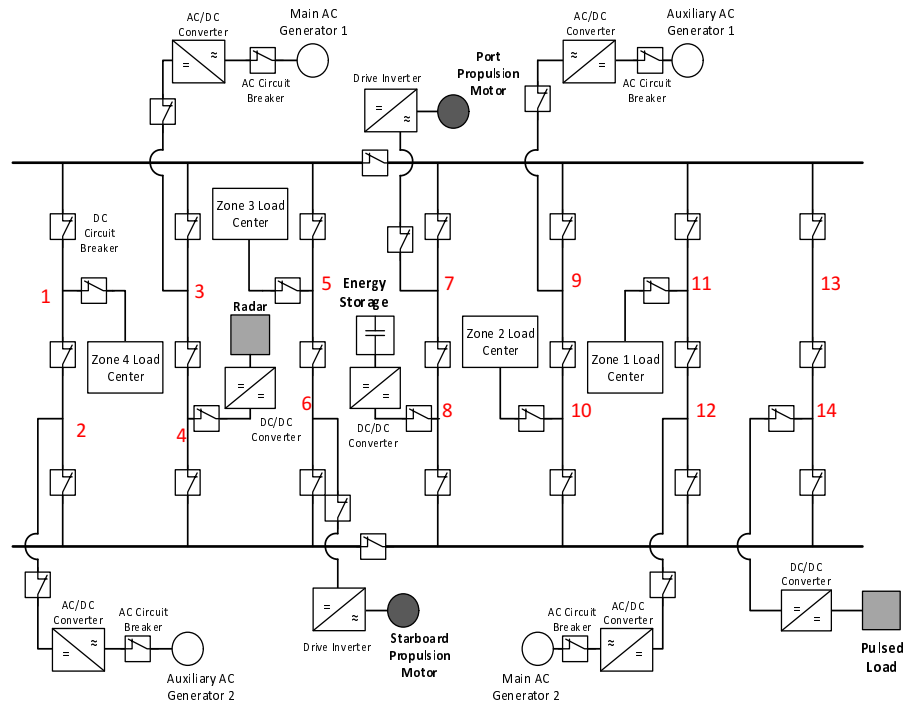 AC/DC
Converter
Main AC
Generator 1
AC Circuit
Breaker
Drive Inverter
Port
Propulsion
Motor
AC/DC
Converter
Auxiliary AC
Generator 1
AC Circuit
Breaker
DC
Circuit
Breaker
Zone 3 Load
Center
1
3
5
7
9
11
13
Radar
Energy
Storage
Zone 4 Load
Center
Zone 2 Load
Center
Zone 1 Load
Center
2
4
6
8
10
12
14
DC/DC
Converter
DC/DC
Converter
AC/DC
Converter
AC Circuit
Breaker
Auxiliary AC
Generator 2
Drive Inverter
Starboard
Propulsion
Motor
AC Circuit
Breaker
AC/DC
Converter
Main AC
Generator 2
DC/DC
Converter
Pulsed
Load